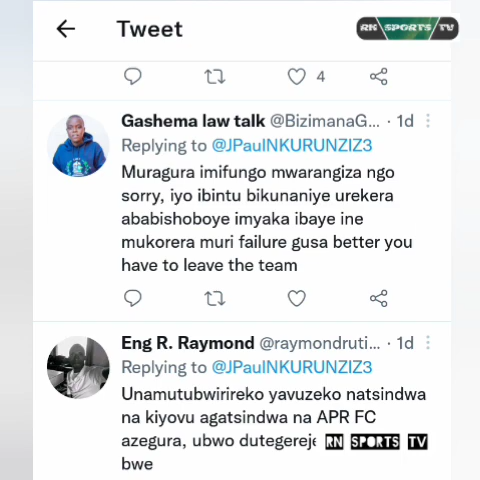 Tweet
RN SPORTS TV
4
Gashema law talk @BizimanaG... · 1d
Replying to @JPaulNKURUNZIZ3
Muragura imifungo mwarangiza ngo
sorry, iyo ibintu bikunaniye urekera
ababishoboye imyaka ibaye ine
mukorera muri failure gusa better you
have to leave the team
Eng R. Raymond @raymondruti... · 1d
Replying to @JPaulNKURUNZIZ3
Unamutubwirireko yavuzeko natsindwa
na kiyovu agatsindwa na APR FC
azegura, ubwo
RN SPORTS TV
bwe